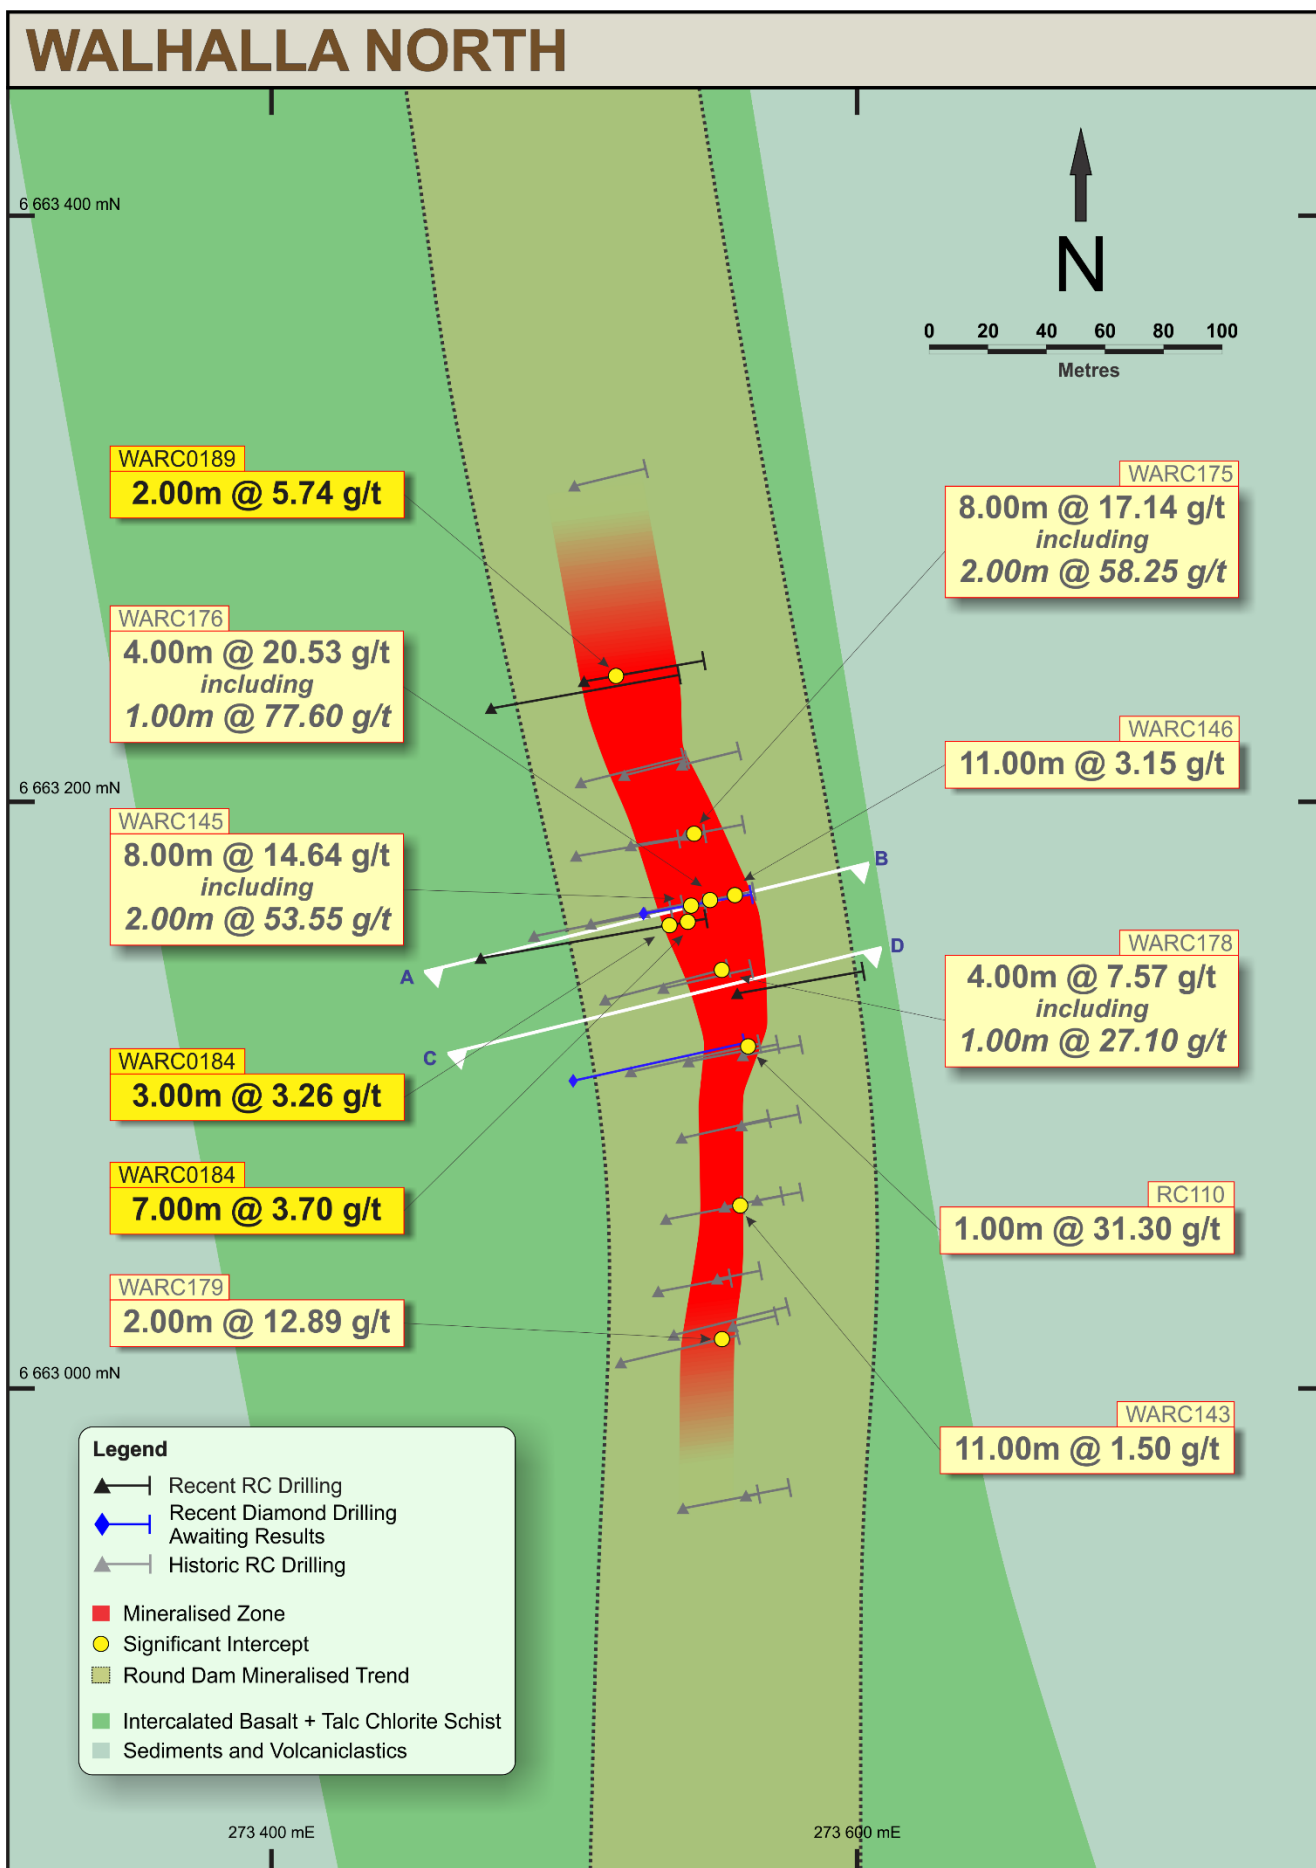 WALHALLA NORTH
6 663 400 mN
N
0 20 40 60 80 100
Metres
WARC0189
2.00m @ 5.74 g/t
WARC175
8.00m @ 17.14 g/t
including
2.00m @ 58.25 g/t
WARC176
4.00m @ 20.53 g/t
including
1.00m @ 77.60 g/t
WARC146
11.00m @ 3.15 g/t
6 663 200 mN
WARC145
8.00m @ 14.64 g/t
including
2.00m @ 53.55 g/t
B
A
D
C
WARC178
4.00m @ 7.57 g/t
including
1.00m @ 27.10 g/t
WARC0184
3.00m @ 3.26 g/t
WARC0184
7.00m @ 3.70 g/t
RC110
1.00m @ 31.30 g/t
WARC179
2.00m @ 12.89 g/t
6 663 000 mN
WARC143
11.00m @ 1.50 g/t
Legend
Recent RC Drilling
Recent Diamond Drilling
Awaiting Results
Historic RC Drilling
Mineralised Zone
Significant Intercept
Round Dam Mineralised Trend
Intercalated Basalt + Talc Chlorite Schist
Sediments and Volcaniclastics
273 400 mE
273 600 mE